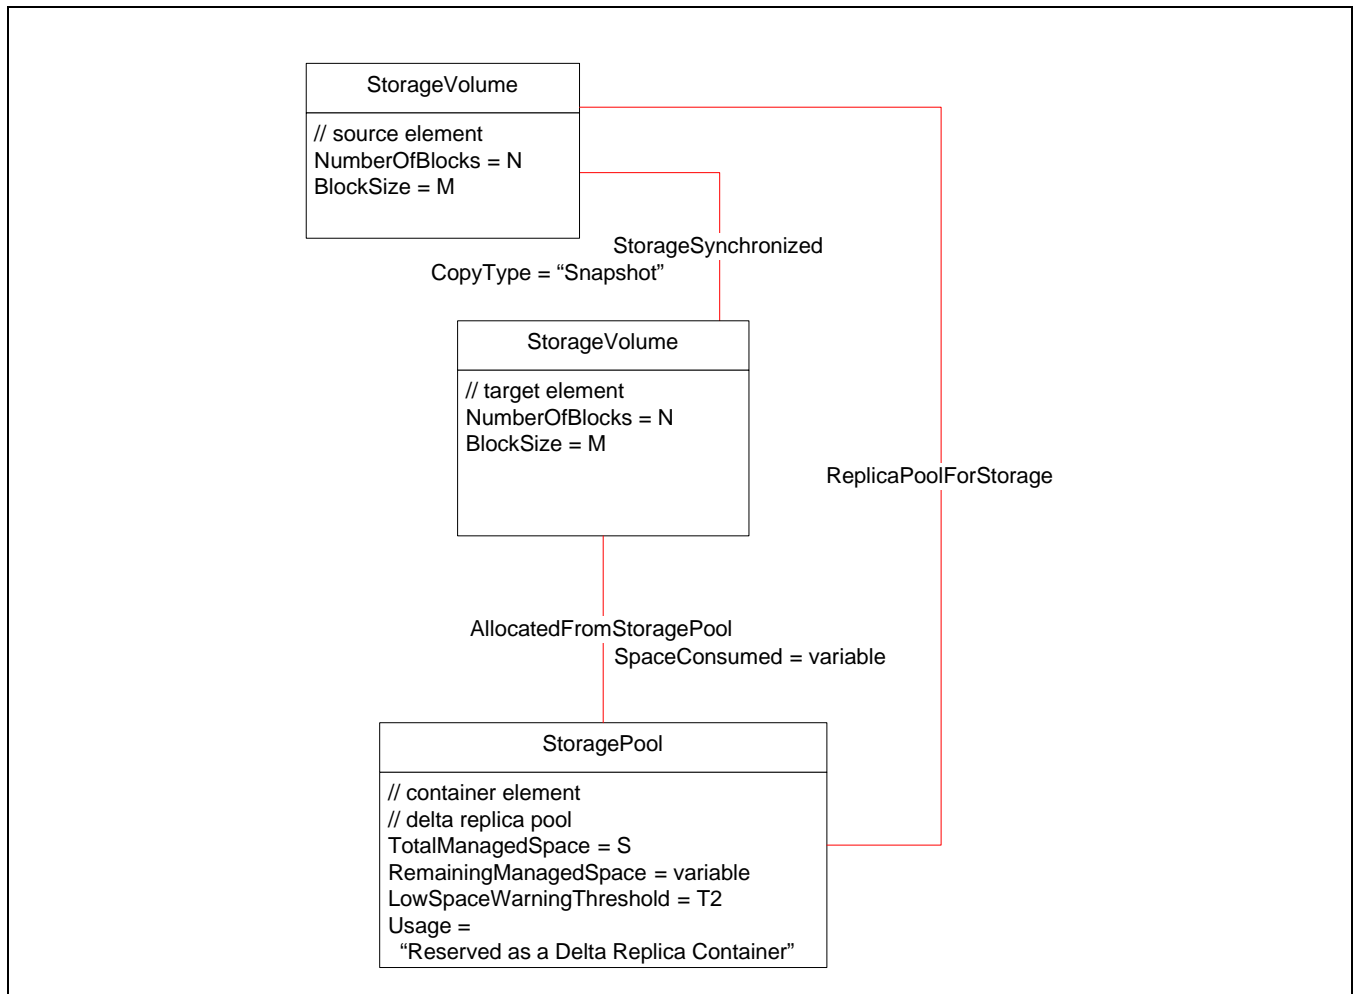 StorageVolume
// source element
NumberOfBlocks = N
BlockSize = M
StorageSynchronized
CopyType = “Snapshot”
StorageVolume
// target element
NumberOfBlocks = N
BlockSize = M
ReplicaPoolForStorage
AllocatedFromStoragePool
SpaceConsumed = variable
StoragePool
// container element
// delta replica pool
TotalManagedSpace = S
RemainingManagedSpace = variable
LowSpaceWarningThreshold = T2
Usage =
“Reserved as a Delta Replica Container”